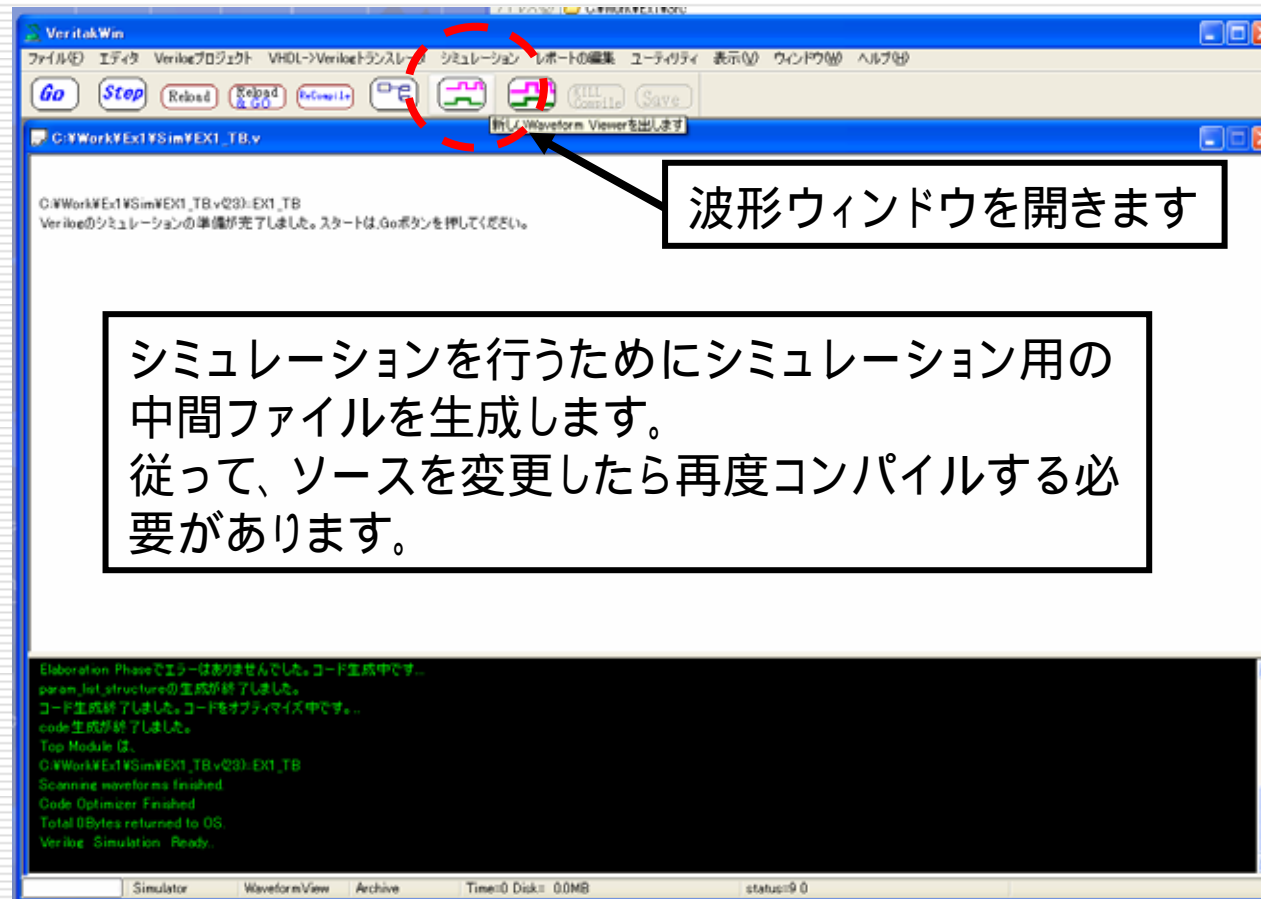 C:¥Work¥Ex1¥Src
VeritakWin
ファイル(F) エディタ Verilogプロジェクト VHDL->Verilogトランスレータ シミュレーション レポートの編集 ユーティリティ 表示(V) ウィンドウ(W) ヘルプ(H)
Go Step Reload Reload & GO ReCompile KILL Compile Save
新しくWaveform Viewerを出します
C:¥Work¥Ex1¥Sim¥EX1_TB.v
波形ウィンドウを開きます
C:¥Work¥Ex1¥Sim¥EX1_TB.v(23)::EX1_TB
Verilogのシミュレーションの準備が完了しました。スタートは、Goボタンを押してください。
シミュレーションを行うためにシミュレーション用の
中間ファイルを生成します。
従って、ソースを変更したら再度コンパイルする必
要があります。
Elaboration Phaseでエラーはありませんでした。コード生成中です...
param_list_structureの生成が終了しました。
コード生成終了しました。コードをオプティマイズ中です。...
code生成が終了しました。
Top Module は、
C:¥Work¥Ex1¥Sim¥EX1_TB.v(23)::EX1_TB
Scanning waveforms finished
Code Optimizer Finished
Total 0Bytes returned to OS.
Verilog Simulation Ready..
Simulator WaveformView Archive Time=0 Disk= 0.0MB status=9 0